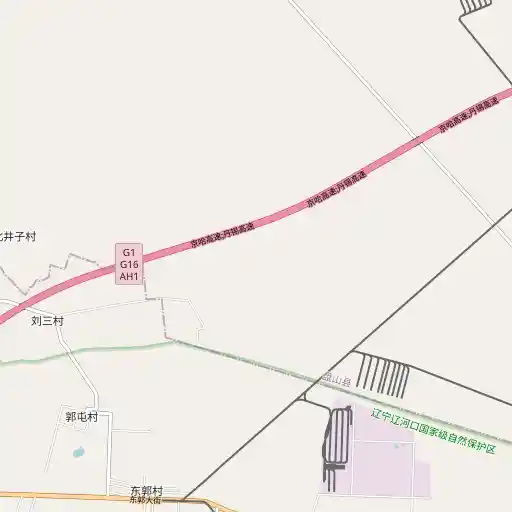 京哈高速;丹锡高速
京哈高速;丹锡高速
京哈高速;丹锡高速
北井子村
G1
G16
AH1
刘三村
盘山县
辽宁辽河口国家级自然保护区
郭屯村
东郭村
东郭大街